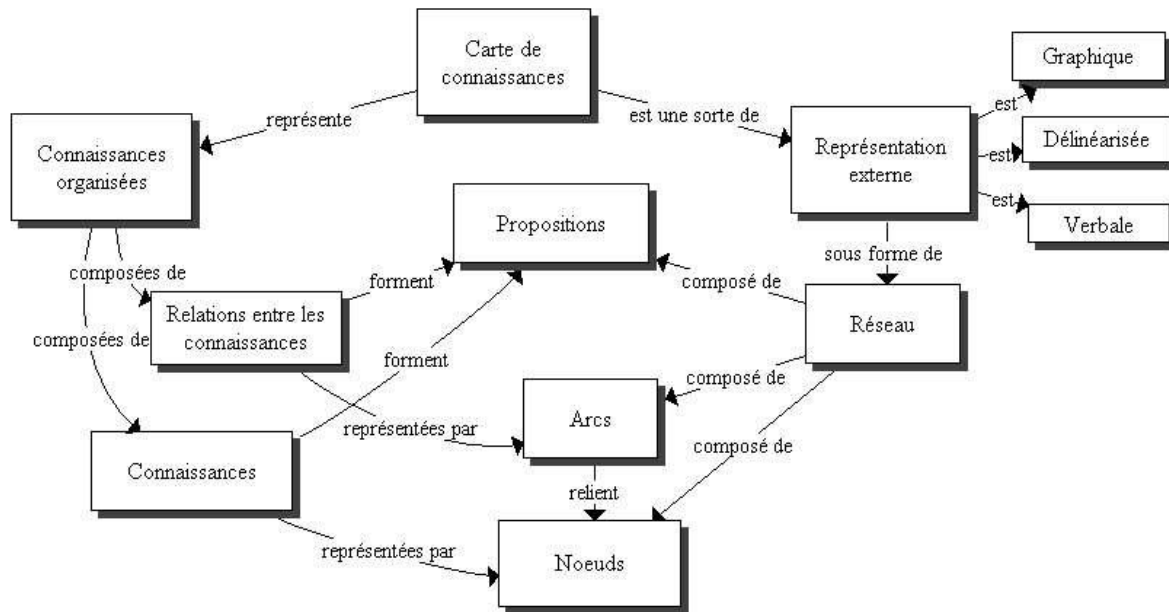 Carte de
connaissances
Graphique
est
représente
est une sorte de
Connaissances
organisées
Représentation
externe
est
Délinéarisée
est
Verbale
Propositions
composées de
forment
composé de
sous forme de
Relations entre les
connaissances
Réseau
composées de
forment
composé de
Arcs
représentées par
composé de
Connaissances
relient
représentées par
Noeuds